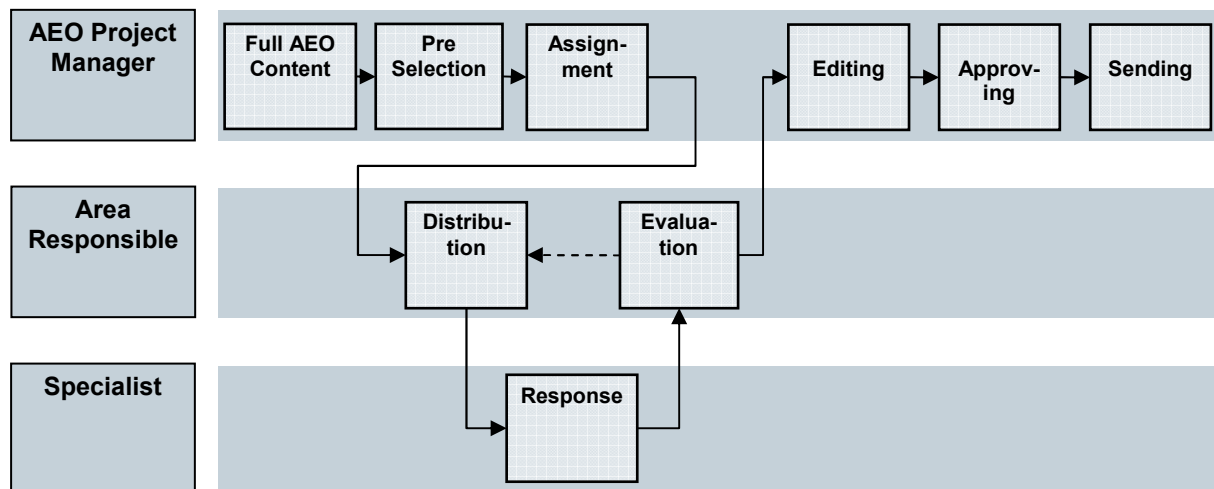 AEO Project
Manager
Full AEO
Content
Pre
Selection
Assign-
ment
Editing
Approv-
ing
Sending
Area
Responsible
Distribu-
tion
Evalua-
tion
Specialist
Response